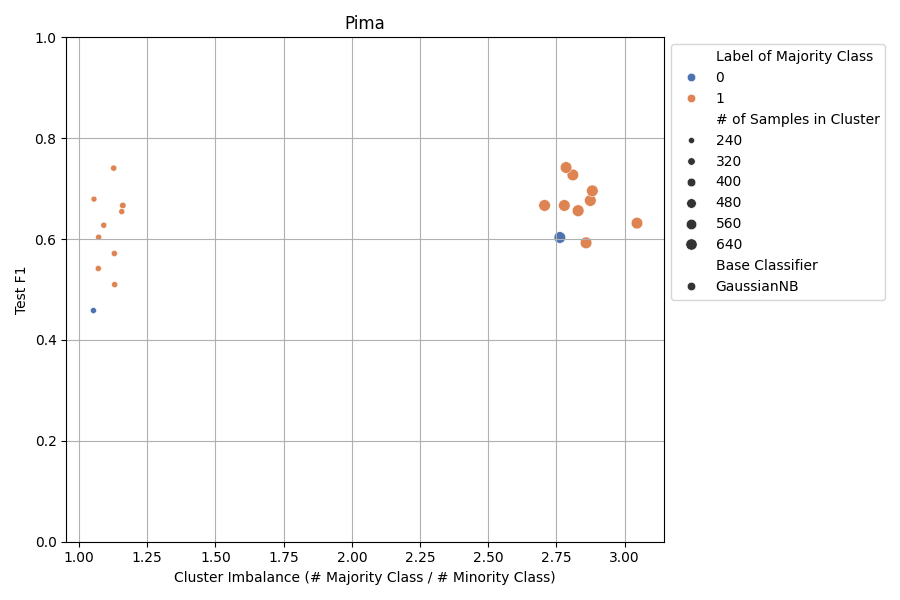 Pima
1.0
0.8
0.6
0.4
0.2
0.0
Test F1
1.00 1.25 1.50 1.75 2.00 2.25 2.50 2.75 3.00
Cluster Imbalance (# Majority Class / # Minority Class)
Label of Majority Class
0
1
# of Samples in Cluster
240
320
400
480
560
640
Base Classifier
GaussianNB